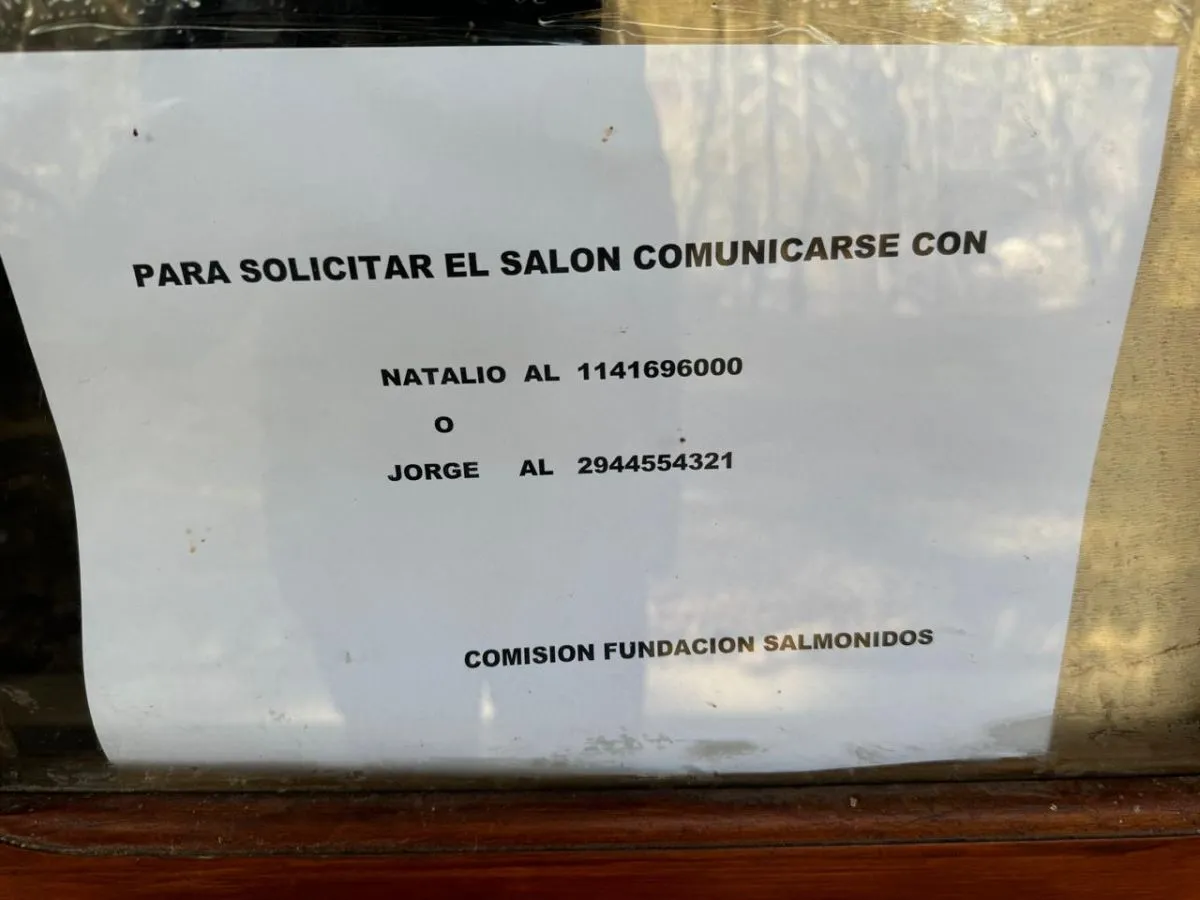 PARA SOLICITAR EL SALON COMUNICARSE CON
NATALIO AL 1141696000
O
JORGE AL 2944554321
COMISION FUNDACION SALMONIDOS